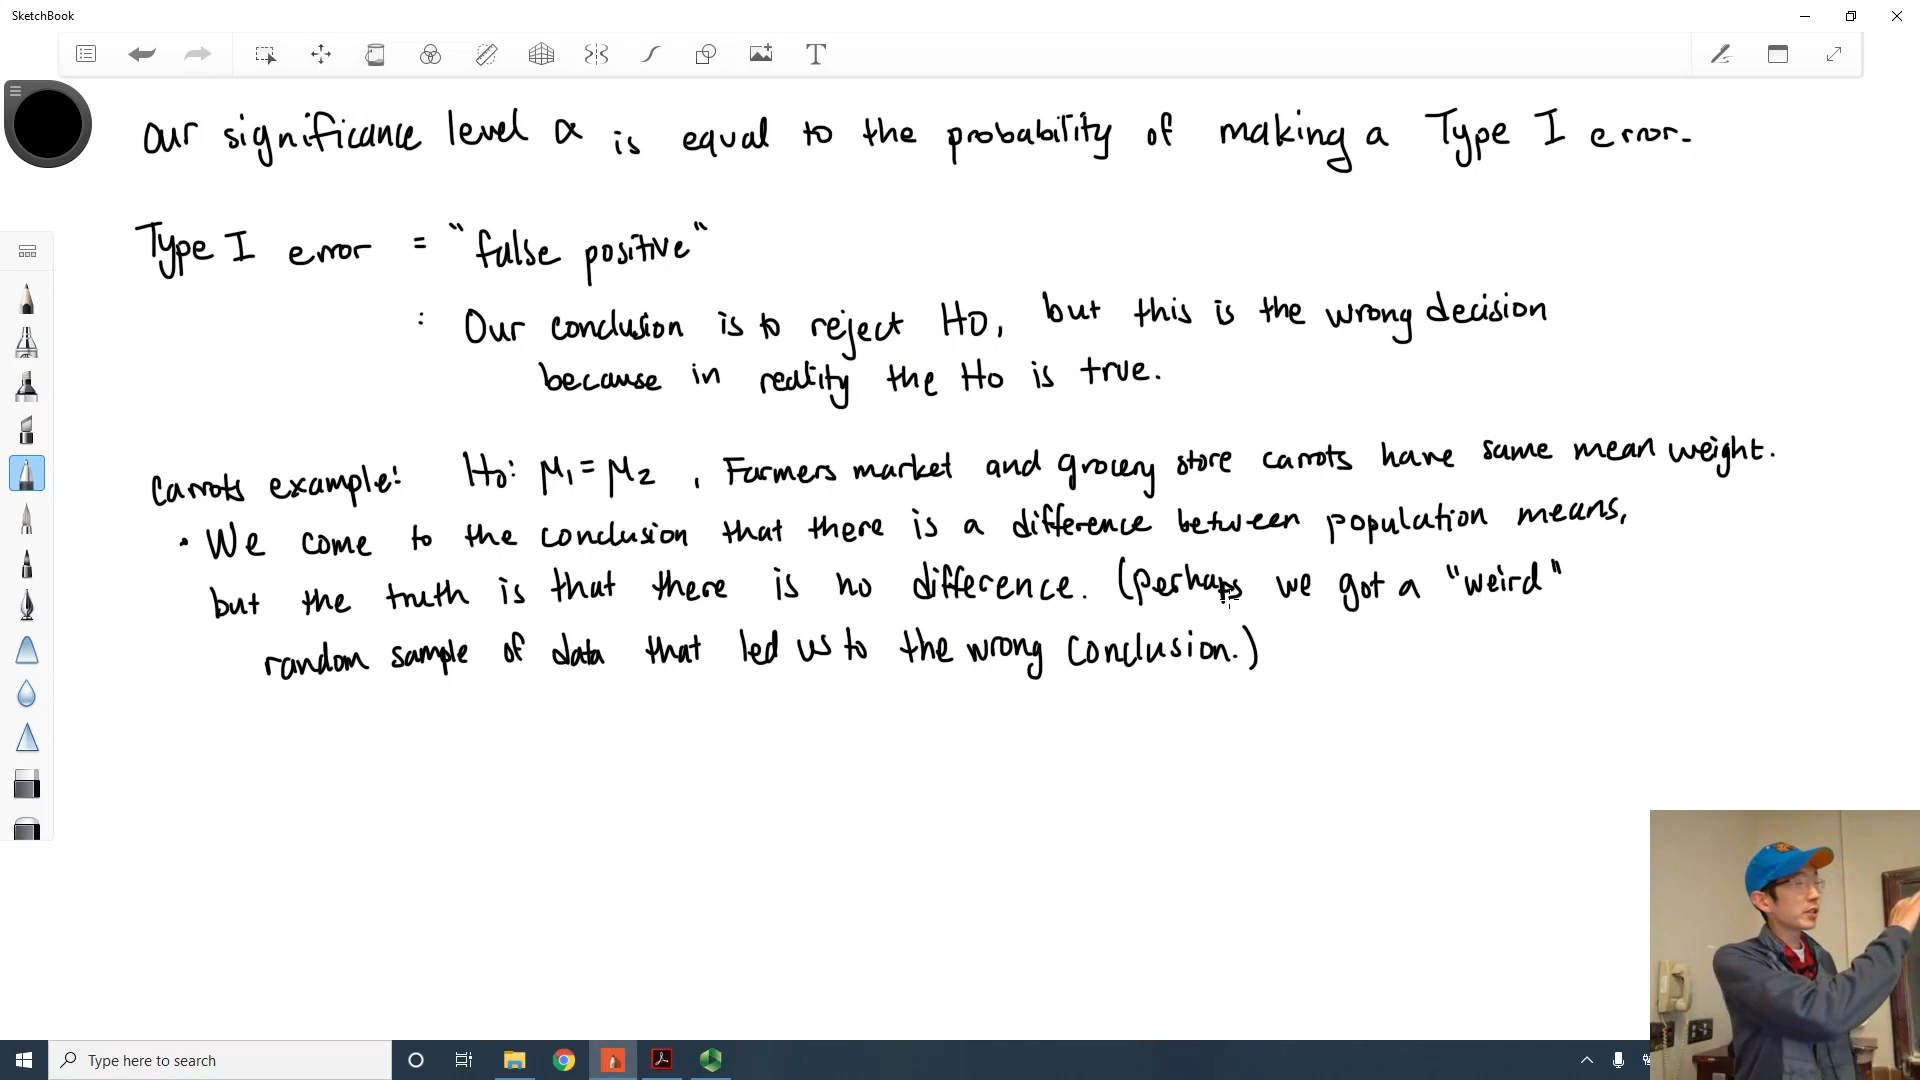 SketchBook
T
Our significance level α is equal to the probability of making a Type I error.
Type I error = "false positive"
: Our conclusion is to reject H0, but this is the wrong decision
because in reality the H0 is true.
Carrots example! H0: μ1 = μ2, Farmers market and grocery store carrots have same mean weight.
• We come to the conclusion that there is a difference between population means,
but the truth is that there is no difference. (perhaps we got a "weird"
random sample of data that led us to the wrong conclusion.)
Type here to search